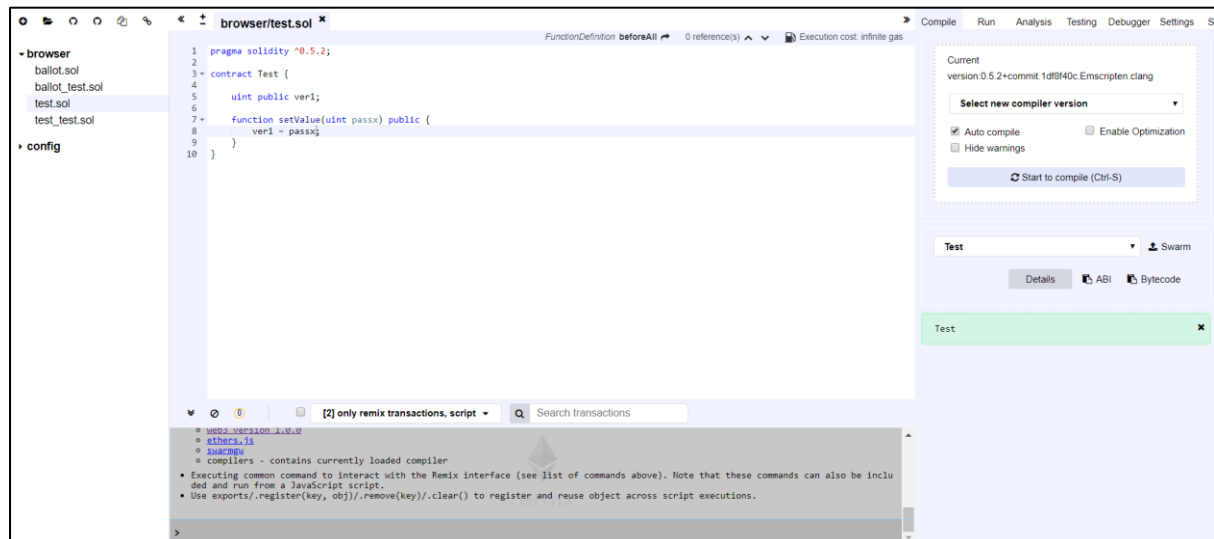 browser/test.sol
FunctionDefinition beforeAll 0 reference(s) Execution cost: infinite gas
browser
ballot.sol
ballot_test.sol
test.sol
test_test.sol
config
1 pragma solidity ^0.5.2;
2
3 contract Test {
4
5 uint public ver1;
6
7 function setValue(uint passx) public {
8 ver1 = passx;
9 }
10 }
[2] only remix transactions, script
Search transactions
0
web3 version 1.0.0
ethers.js
swarmgw
compilers - contains currently loaded compiler
Executing common command to interact with the Remix interface (see list of commands above). Note that these commands can also be inclu
ded and run from a JavaScript script.
Use exports/.register(key, obj)/.remove(key)/.clear() to register and reuse object across script executions.
>
Compile Run Analysis Testing Debugger Settings S
Current
version:0.5.2+commit.1df8f40c.Emscripten.clang
Select new compiler version
Auto compile Enable Optimization
Hide warnings
Start to compile (Ctrl-S)
Test Swarm
Details ABI Bytecode
Test